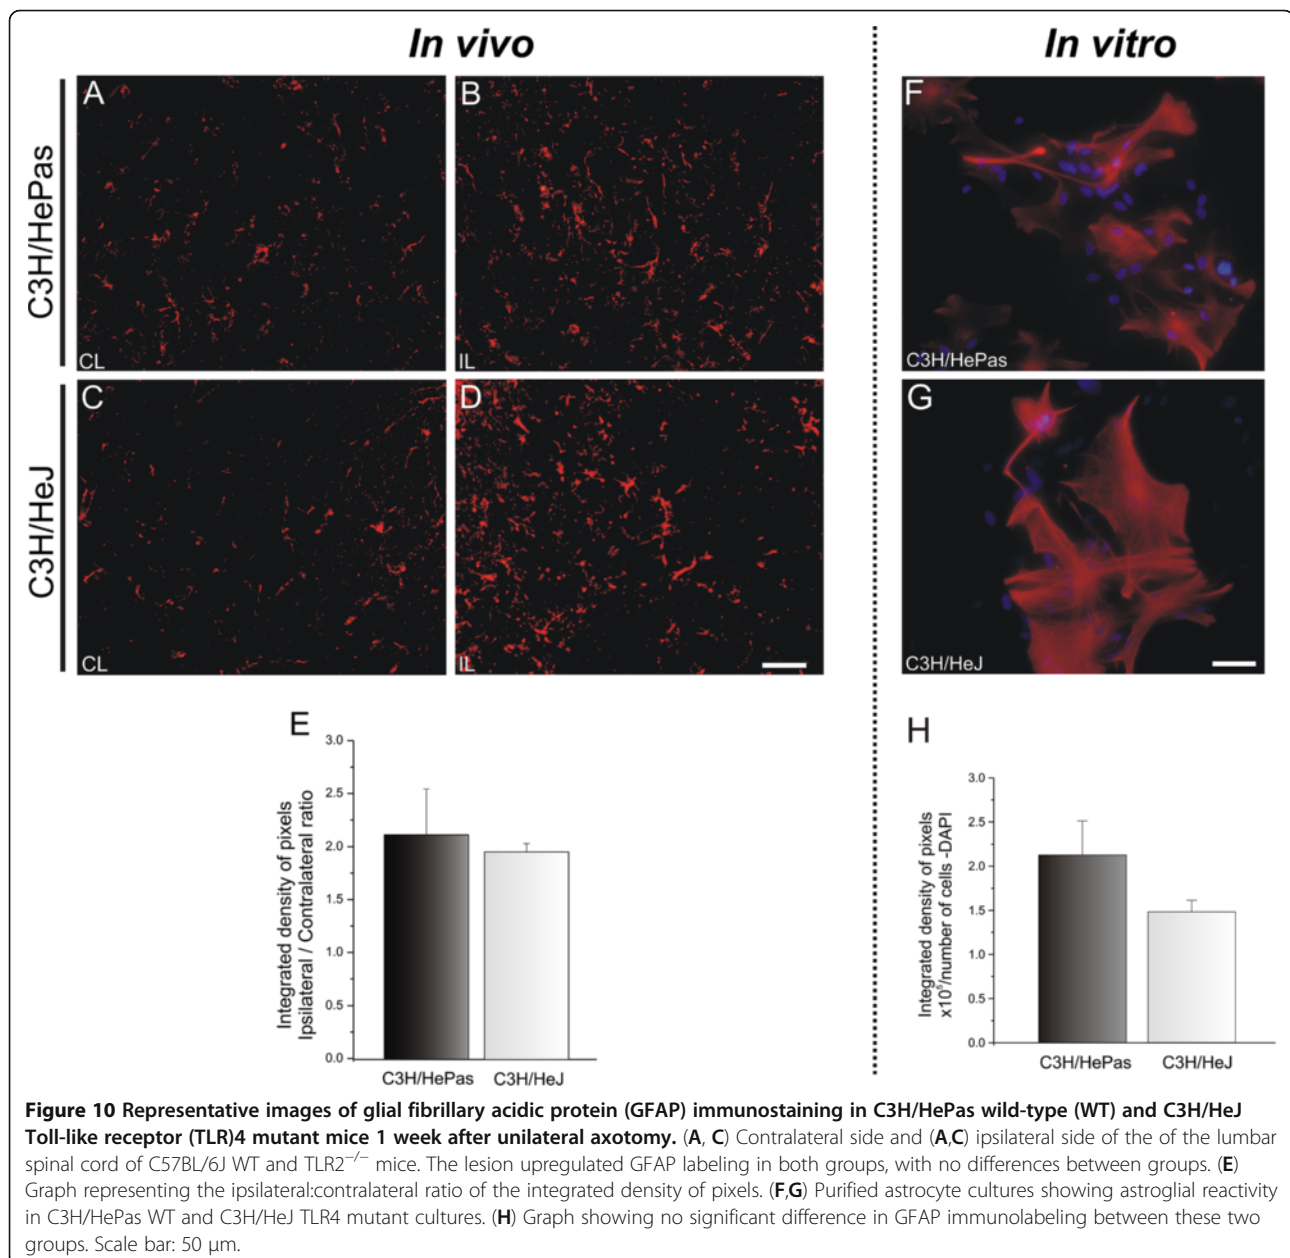 In vivo
In vitro
C3H/HePas
A
CL
B
IL
F
C3H/HePas
C3H/HeJ
C
CL
D
IL
G
C3H/HeJ
E
Integrated density of pixels
Ipsilateral / Contralateral ratio
3.0
2.5
2.0
1.5
1.0
0.5
0.0
C3H/HePas
C3H/HeJ
H
Integrated density of pixels
x10⁵/number of cells -DAPI
3.0
2.5
2.0
1.5
1.0
0.5
0.0
C3H/HePas
C3H/HeJ
Figure 10 Representative images of glial fibrillary acidic protein (GFAP) immunostaining in C3H/HePas wild-type (WT) and C3H/HeJ
Toll-like receptor (TLR)4 mutant mice 1 week after unilateral axotomy. (A, C) Contralateral side and (A,C) ipsilateral side of the of the lumbar
spinal cord of C57BL/6J WT and TLR2⁻/⁻ mice. The lesion upregulated GFAP labeling in both groups, with no differences between groups. (E)
Graph representing the ipsilateral:contralateral ratio of the integrated density of pixels. (F,G) Purified astrocyte cultures showing astroglial reactivity
in C3H/HePas WT and C3H/HeJ TLR4 mutant cultures. (H) Graph showing no significant difference in GFAP immunolabeling between these two
groups. Scale bar: 50 μm.